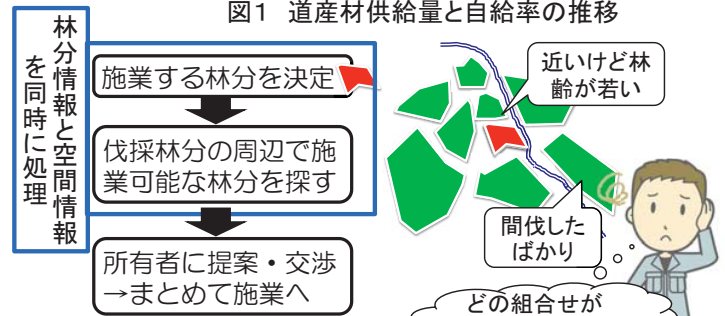 図1 道産材供給量と自給率の推移
林分情報と空間情報
を同時に処理
施業する林分を決定
伐採林分の周辺で施
業可能な林分を探す
所有者に提案・交渉
→まとめて施業へ
近いけど林
齢が若い
間伐した
ばかり
どの組合せが